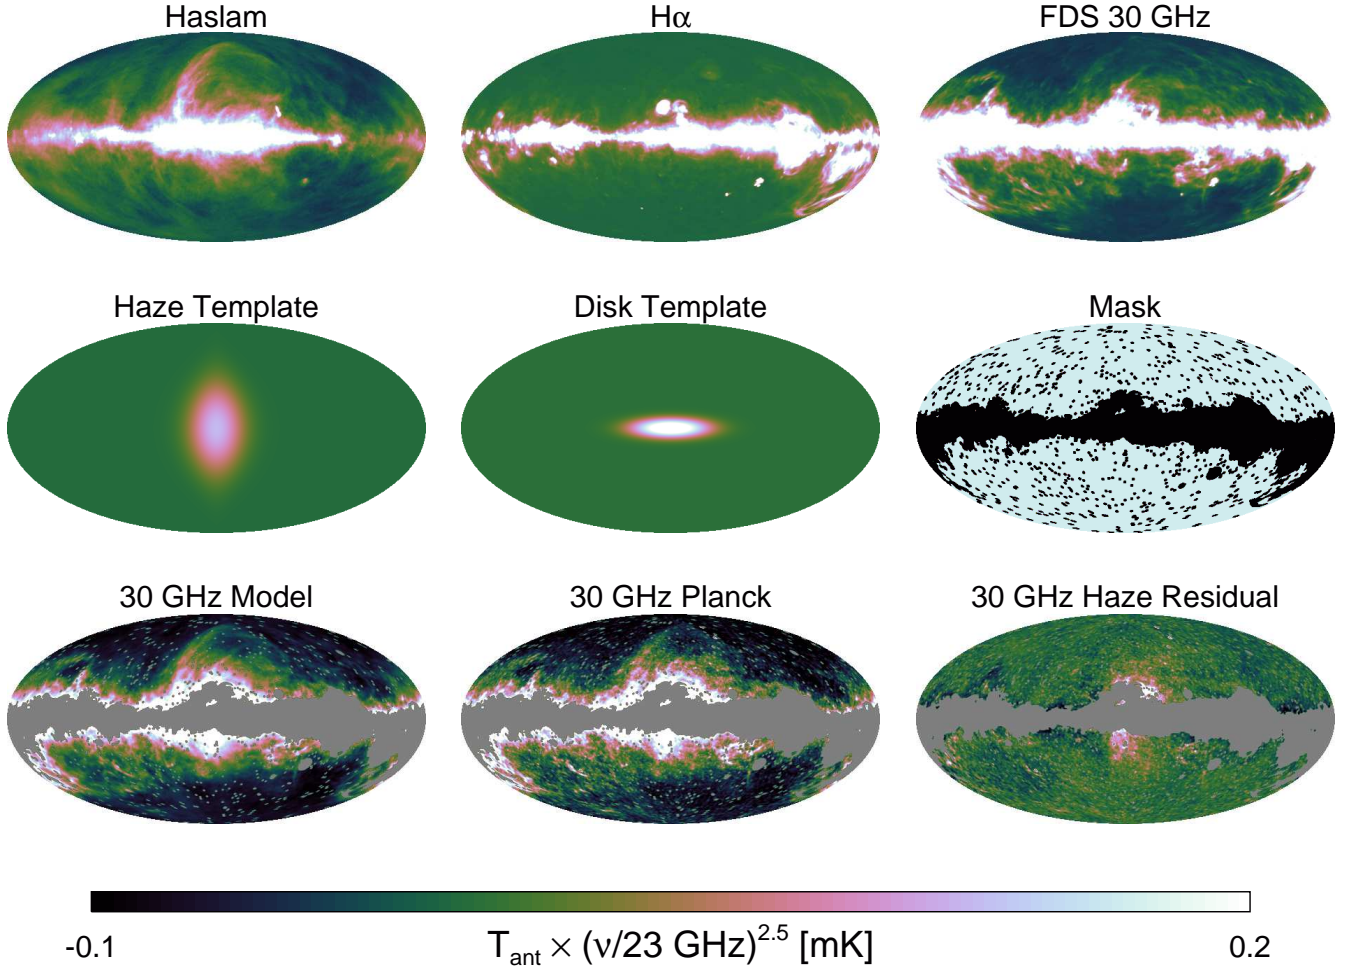 Haslam
Hα
FDS 30 GHz
Haze Template
Disk Template
Mask
30 GHz Model
30 GHz Planck
30 GHz Haze Residual
-0.1
T_ant × (ν/23 GHz)^2.5 [mK]
0.2